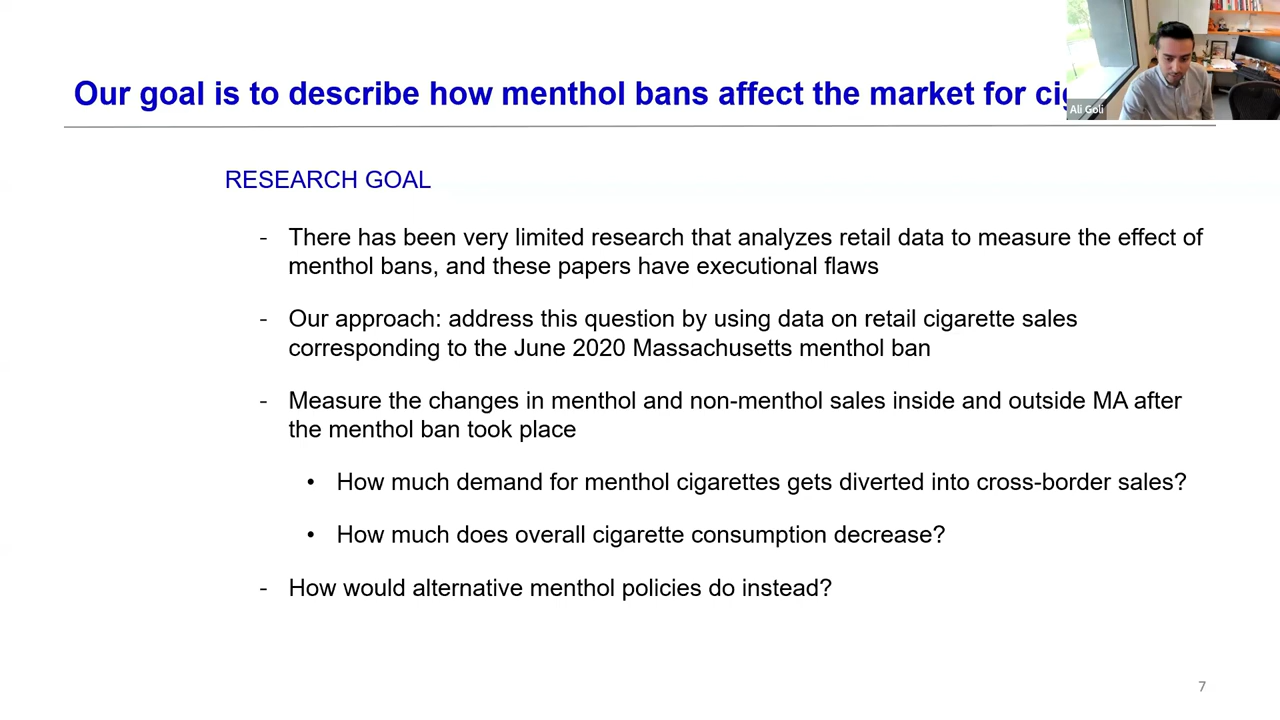 Our goal is to describe how menthol bans affect the market for
Ali Goli
RESEARCH GOAL
- There has been very limited research that analyzes retail data to measure the effect of
menthol bans, and these papers have executional flaws
- Our approach: address this question by using data on retail cigarette sales
corresponding to the June 2020 Massachusetts menthol ban
- Measure the changes in menthol and non-menthol sales inside and outside MA after
the menthol ban took place
• How much demand for menthol cigarettes gets diverted into cross-border sales?
• How much does overall cigarette consumption decrease?
- How would alternative menthol policies do instead?
7